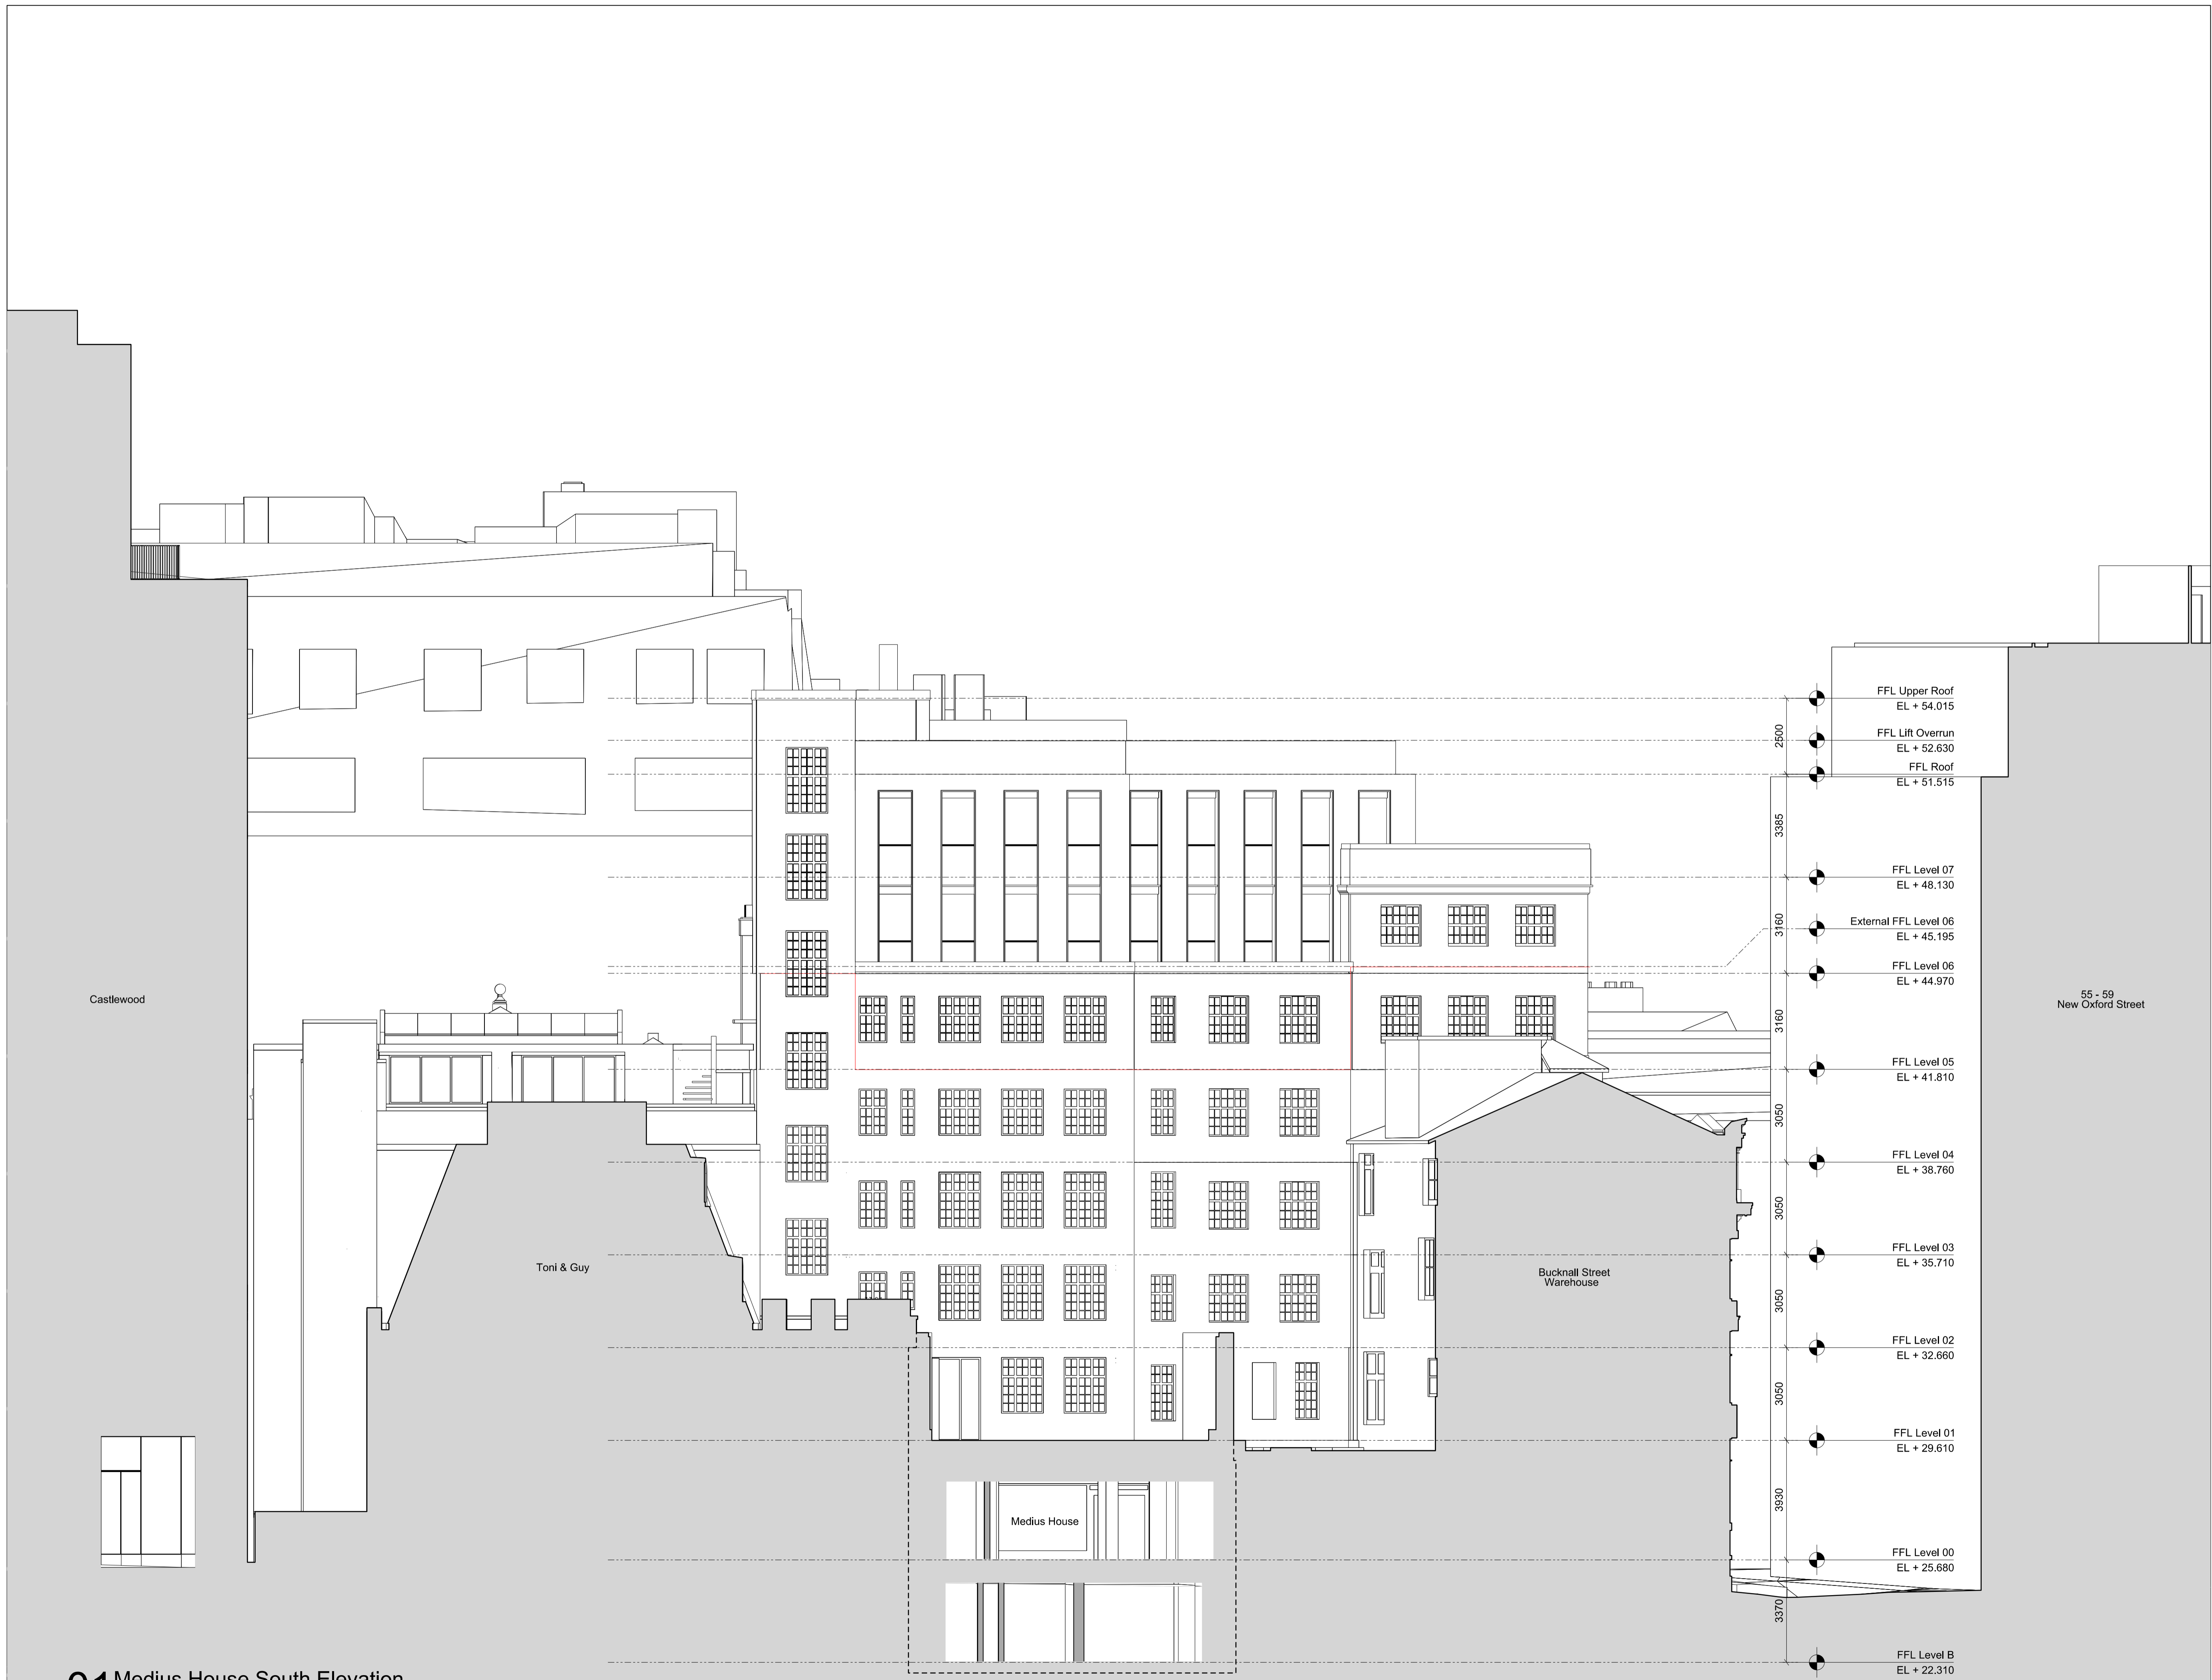 FFL Upper Roof
EL + 54.015
2500
FFL Lift Overrun
EL + 52.630
FFL Roof
EL + 51.515
3385
FFL Level 07
EL + 48.130
3160
External FFL Level 06
EL + 45.195
FFL Level 06
EL + 44.970
Castlewood
55 - 59
New Oxford Street
3160
FFL Level 05
EL + 41.810
3050
FFL Level 04
EL + 38.760
3050
FFL Level 03
EL + 35.710
Toni & Guy
Bucknall Street
Warehouse
3050
FFL Level 02
EL + 32.660
3050
FFL Level 01
EL + 29.610
3930
Medius House
FFL Level 00
EL + 25.680
3370
FFL Level B
EL + 22.310
01 Medius House South Elevation